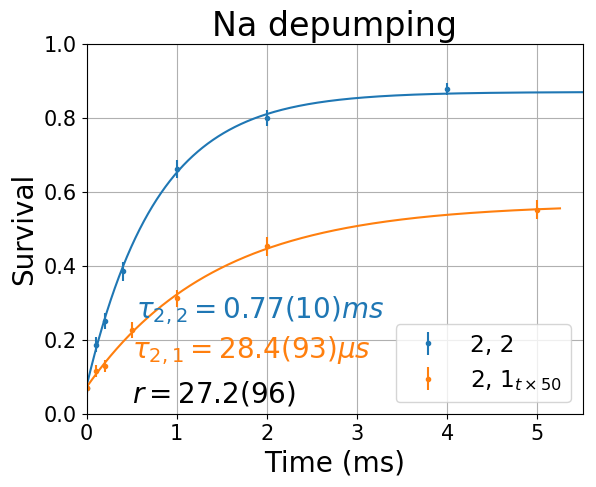 Na depumping
1.0
0.8
0.6
0.4
0.2
0.0
Survival
τ2,2 = 0.77(10)ms
τ2,1 = 28.4(93)μs
r = 27.2(96)
2, 2
2, 1t×50
0 1 2 3 4 5
Time (ms)